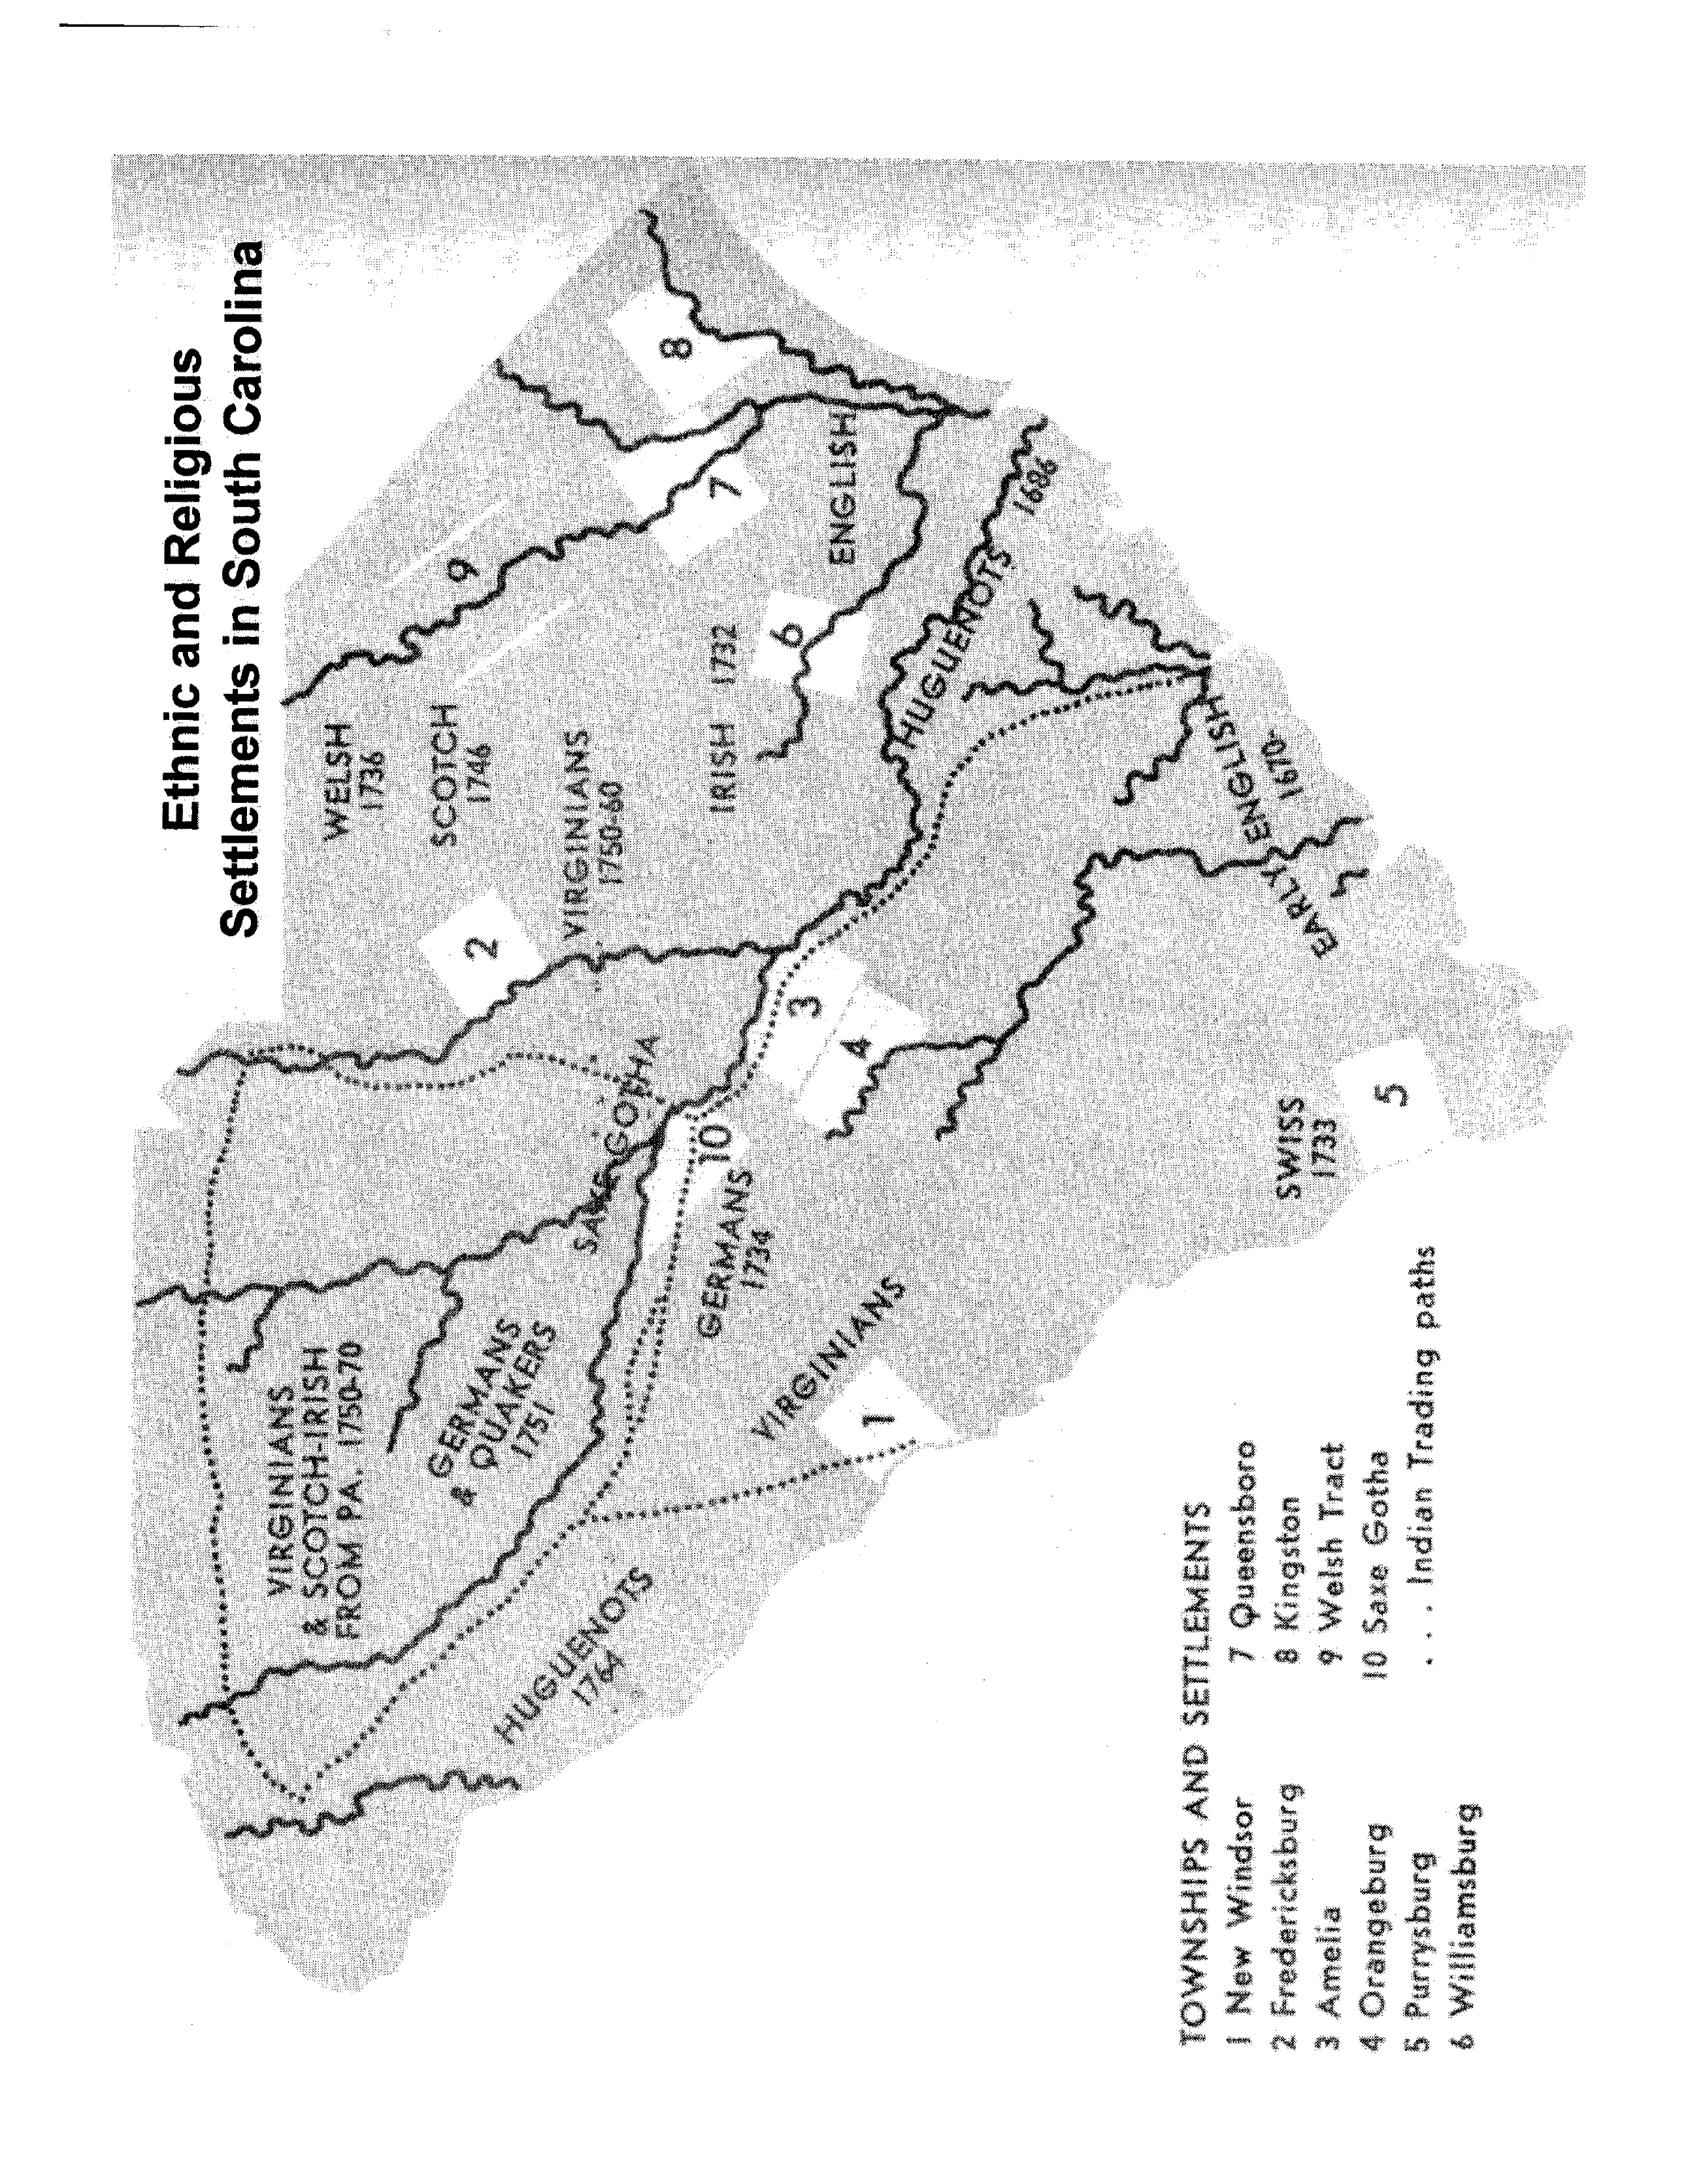 Ethnic and Religious
Settlements in South Carolina
WELSH
1736
SCOTCH
1746
VIRGINIANS
1750-60
IRISH 1732
ENGLISH
HUGUENOTS
1686
EARLY ENGLISH
1670-
VIRGINIANS
& SCOTCH-IRISH
FROM PA. 1750-70
GERMANS
& QUAKERS
1751
SAXE GOTHA
GERMANS
1734
VIRGINIANS
HUGUENOTS
1764
SWISS
1733
1
2
3
4
5
6
7
8
9
10
TOWNSHIPS AND SETTLEMENTS
1 New Windsor
2 Fredericksburg
3 Amelia
4 Orangeburg
5 Purrysburg
6 Williamsburg
7 Queensboro
8 Kingston
9 Welsh Tract
10 Saxe Gotha
. . . Indian Trading paths